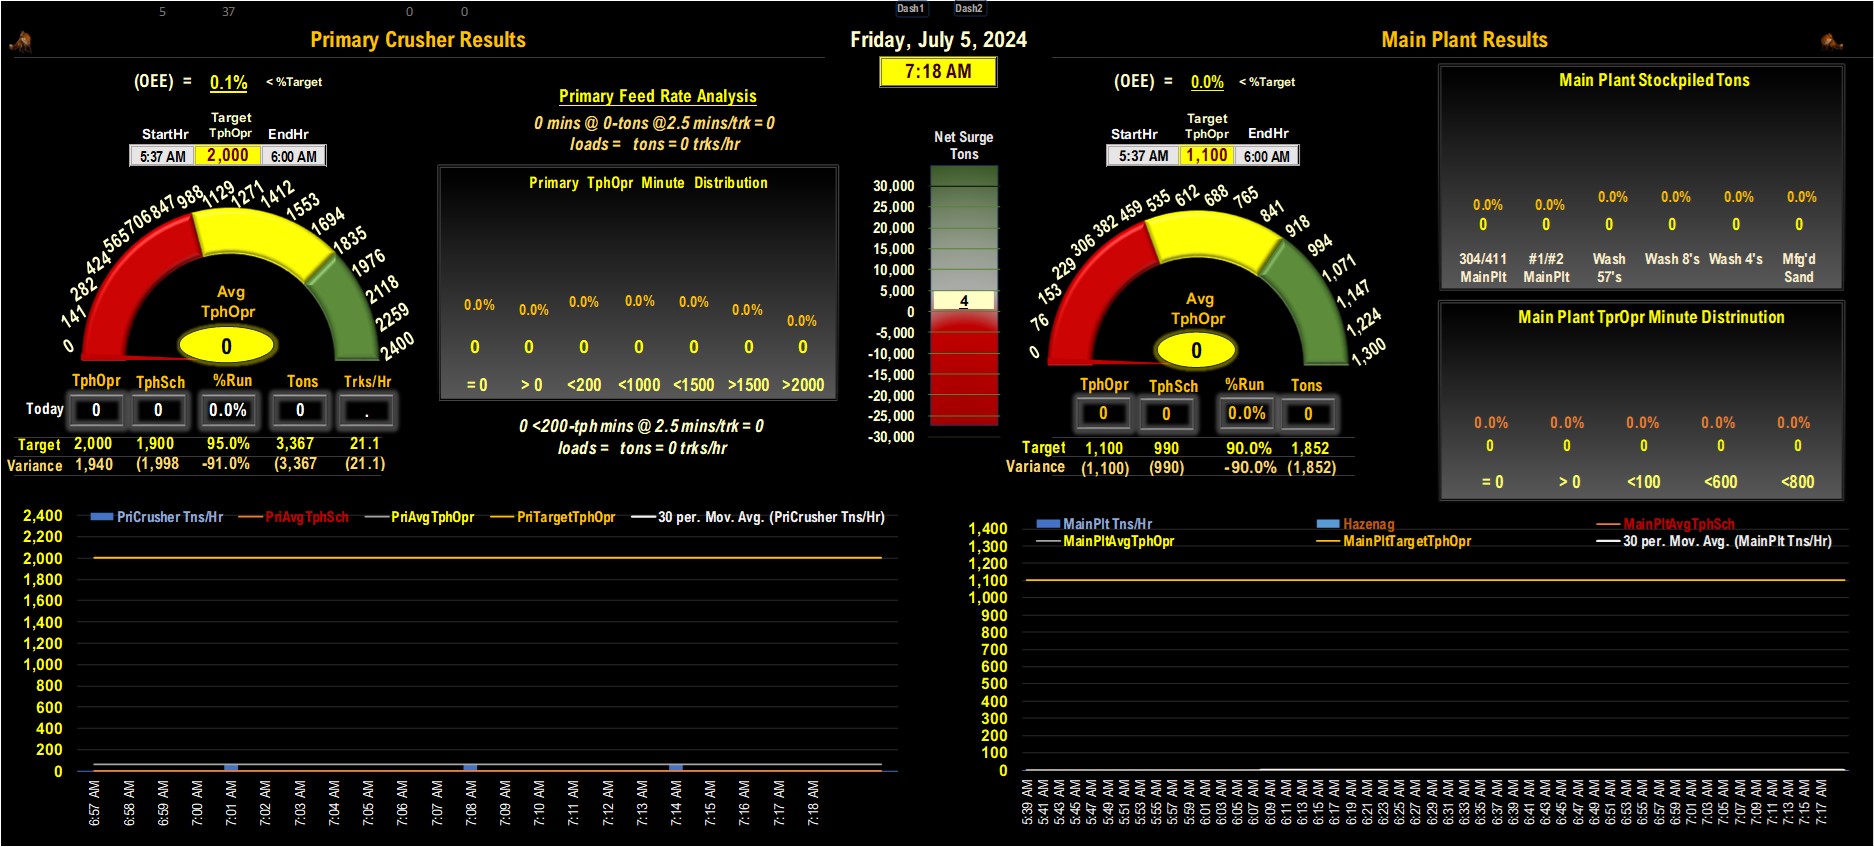 5 37 0 0 Dash1 Dash2
Primary Crusher Results
Friday, July 5, 2024
7:18 AM
Main Plant Results
(OEE) = 0.1% < %Target
Target
StartHr TphOpr EndHr
5:37 AM 2,000 6:00 AM
0
141
282
424
565
706
847
988
1129
1271
1412
1553
1694
1835
1976
2118
2259
2400
Avg
TphOpr
0
TphOpr TphSch %Run Tons Trks/Hr
Today 0 0 0.0% 0 .
Target 2,000 1,900 95.0% 3,367 21.1
Variance 1,940 (1,998 -91.0% (3,367 (21.1)
Primary Feed Rate Analysis
0 mins @ 0-tons @2.5 mins/trk = 0
loads = tons = 0 trks/hr
Primary TphOpr Minute Distribution
0.0% 0.0% 0.0% 0.0% 0.0% 0.0% 0.0%
0 0 0 0 0 0 0
= 0 > 0 <200 <1000 <1500 >1500 >2000
0 <200-tph mins @ 2.5 mins/trk = 0
loads = tons = 0 trks/hr
Net Surge
Tons
30,000
25,000
20,000
15,000
10,000
5,000
4
0
-5,000
-10,000
-15,000
-20,000
-25,000
-30,000
(OEE) = 0.0% < %Target
Target
StartHr TphOpr EndHr
5:37 AM 1,100 6:00 AM
0
76
153
229
306
382
459
535
612
688
765
841
918
994
1,071
1,147
1,224
1,300
Avg
TphOpr
0
TphOpr TphSch %Run Tons
0 0 0.0% 0
Target 1,100 990 90.0% 1,852
Variance (1,100) (990) -90.0% (1,852)
Main Plant Stockpiled Tons
0.0% 0.0% 0.0% 0.0% 0.0% 0.0%
0 0 0 0 0 0
304/411 #1/#2 Wash Wash 8's Wash 4's Mfg'd
MainPlt MainPlt 57's Sand
Main Plant TprOpr Minute Distrinution
0.0% 0.0% 0.0% 0.0% 0.0%
0 0 0 0 0
= 0 > 0 <100 <600 <800
PriCrusher Tns/Hr PriAvgTphSch PriAvgTphOpr PriTargetTphOpr 30 per. Mov. Avg. (PriCrusher Tns/Hr)
2,400
2,200
2,000
1,800
1,600
1,400
1,200
1,000
800
600
400
200
0
6:57 AM
6:58 AM
6:59 AM
7:00 AM
7:01 AM
7:02 AM
7:03 AM
7:04 AM
7:05 AM
7:06 AM
7:07 AM
7:08 AM
7:09 AM
7:10 AM
7:11 AM
7:12 AM
7:13 AM
7:14 AM
7:15 AM
7:16 AM
7:17 AM
7:18 AM
MainPlt Tns/Hr Hazenag MainPltAvgTphSch
MainPltAvgTphOpr MainPltTargetTphOpr 30 per. Mov. Avg. (MainPlt Tns/Hr)
1,400
1,300
1,200
1,100
1,000
900
800
700
600
500
400
300
200
100
0
5:39 AM
5:41 AM
5:43 AM
5:45 AM
5:47 AM
5:49 AM
5:51 AM
5:53 AM
5:55 AM
5:57 AM
5:59 AM
6:01 AM
6:03 AM
6:05 AM
6:07 AM
6:09 AM
6:11 AM
6:13 AM
6:15 AM
6:17 AM
6:19 AM
6:21 AM
6:23 AM
6:25 AM
6:27 AM
6:29 AM
6:31 AM
6:33 AM
6:35 AM
6:37 AM
6:39 AM
6:41 AM
6:43 AM
6:45 AM
6:47 AM
6:49 AM
6:51 AM
6:53 AM
6:55 AM
6:57 AM
6:59 AM
7:01 AM
7:03 AM
7:05 AM
7:07 AM
7:09 AM
7:11 AM
7:13 AM
7:15 AM
7:17 AM